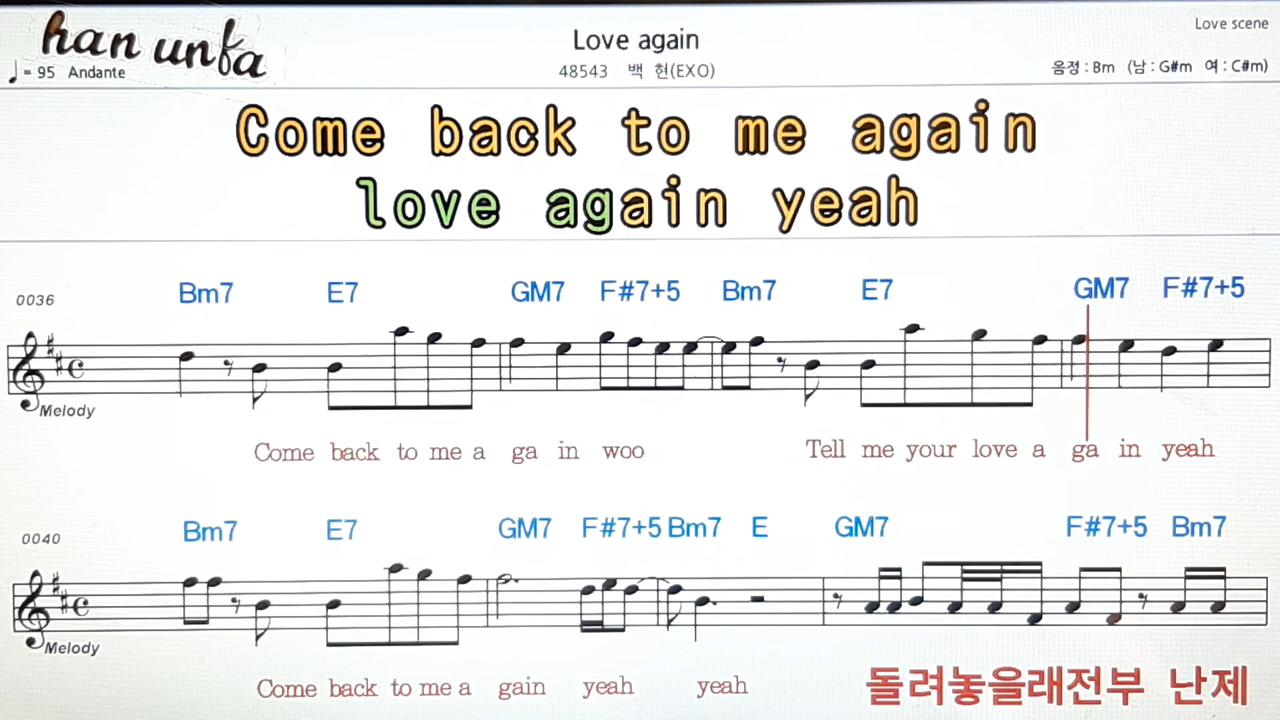 han unfa
Love again
Love scene
♩= 95 Andante
48543 백 현(EXO)
음정 : Bm (남 : G#m 여 : C#m)
Come back to me again
love again yeah
0036 Bm7 E7 GM7 F#7+5 Bm7 E7 GM7 F#7+5
Melody
Come back to me a ga in woo Tell me your love a ga in yeah
0040 Bm7 E7 GM7 F#7+5 Bm7 E GM7 F#7+5 Bm7
Melody
Come back to me a gain yeah yeah 돌려놓을래전부 난제